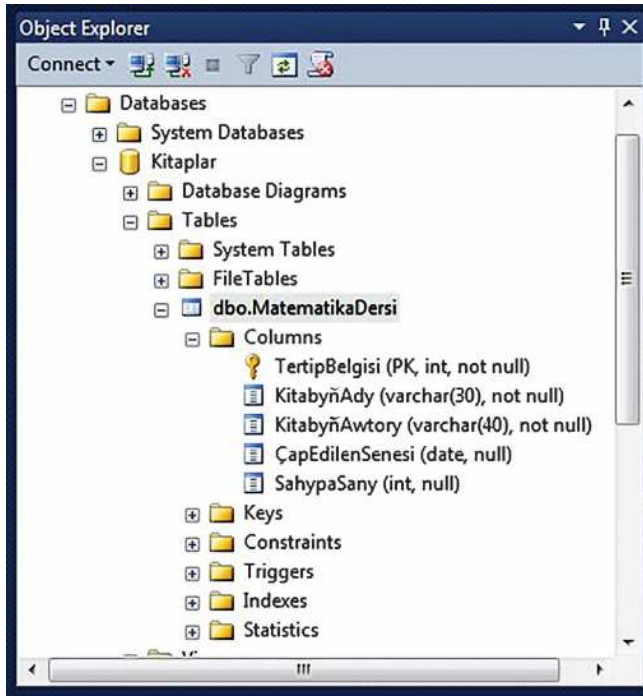 Object Explorer
Connect
Databases
System Databases
Kitaplar
Database Diagrams
Tables
System Tables
FileTables
dbo.MatematikaDersi
Columns
TertipBelgisi (PK, int, not null)
KitabyňAdy (varchar(30), not null)
KitabyňAwtory (varchar(40), not null)
ÇapEdilenSenesi (date, null)
SahypaSany (int, null)
Keys
Constraints
Triggers
Indexes
Statistics